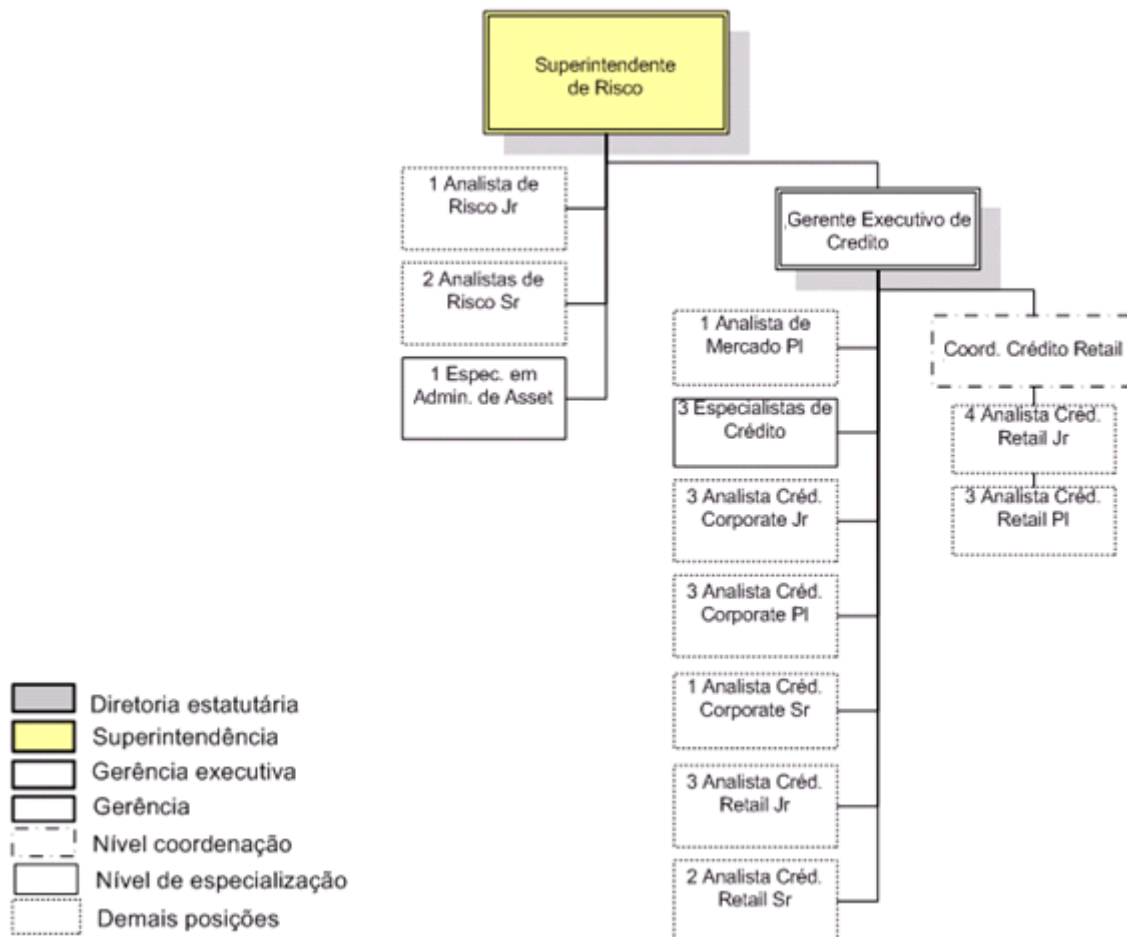 Superintendente
de Risco
1 Analista de
Risco Jr
2 Analistas de
Risco Sr
1 Espec. em
Admin. de Asset
,Gerente Executivo de
Credito
1 Analista de
Mercado Pl
3 Especialistas de
Crédito
3 Analista Créd.
Corporate Jr
3 Analista Créd.
Corporate Pl
1 Analista Créd.
Corporate Sr
3 Analista Créd.
Retail Jr
2 Analista Créd.
Retail Sr
Coord. Crédito Retail
4 Analista Créd.
Retail Jr
3 Analista Créd.
Retail Pl
Diretoria estatutária
Superintendência
Gerência executiva
Gerência
Nível coordenação
Nível de especialização
Demais posições